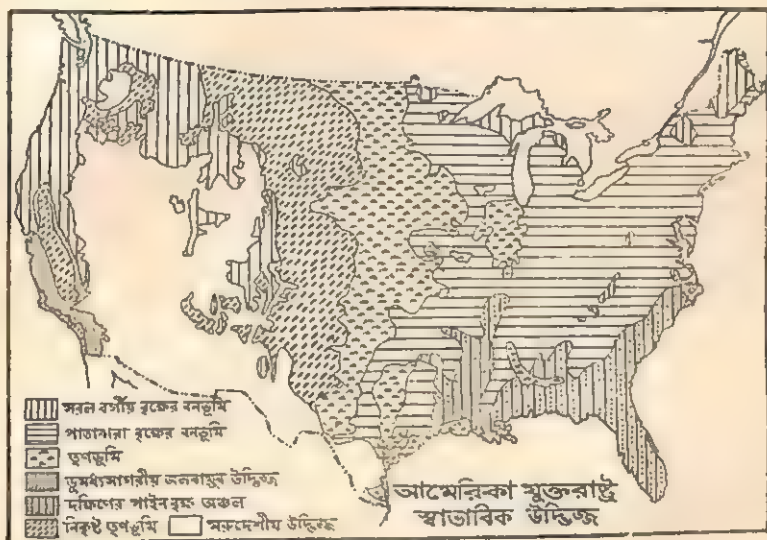 সরল বর্গীয় বৃক্ষের বনভূমি
পাতাঝরা বৃক্ষের বনভূমি
তৃণভূমি
ভূমধ্যসাগরীয় জলবায়ুর উদ্ভিজ্জ
দক্ষিণের পাইন বৃক্ষ অঞ্চল
নিকৃষ্ট তৃণভূমি মরুদেশীয় উদ্ভিজ্জ
আমেরিকা যুক্তরাষ্ট্র
স্বাভাবিক উদ্ভিজ্জ